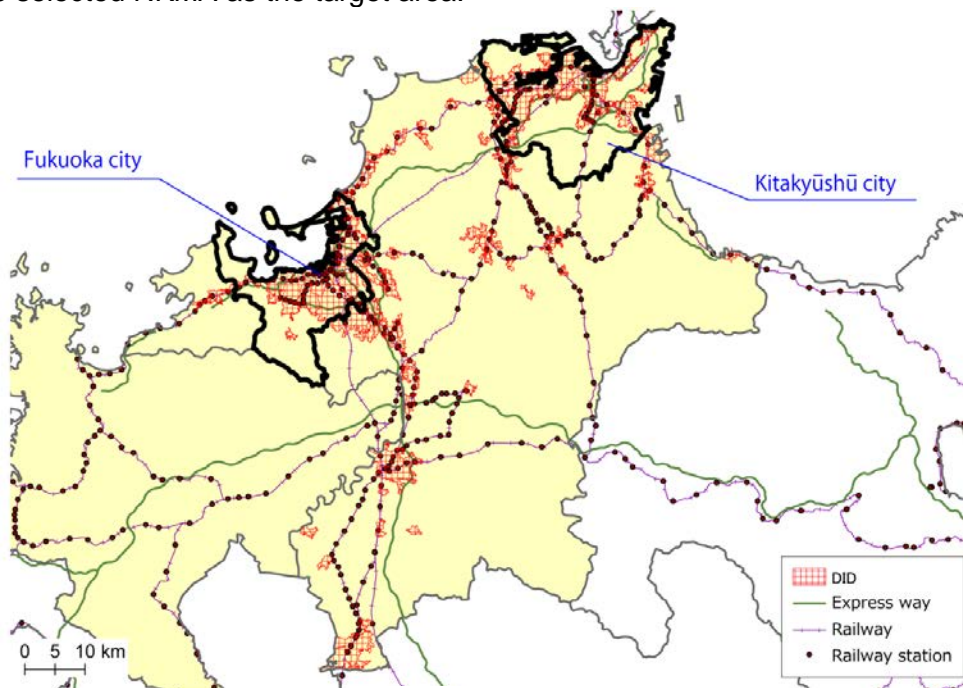 Fukuoka city
Kitakyūshū city
DID
Express way
Railway
Railway station
0 5 10 km